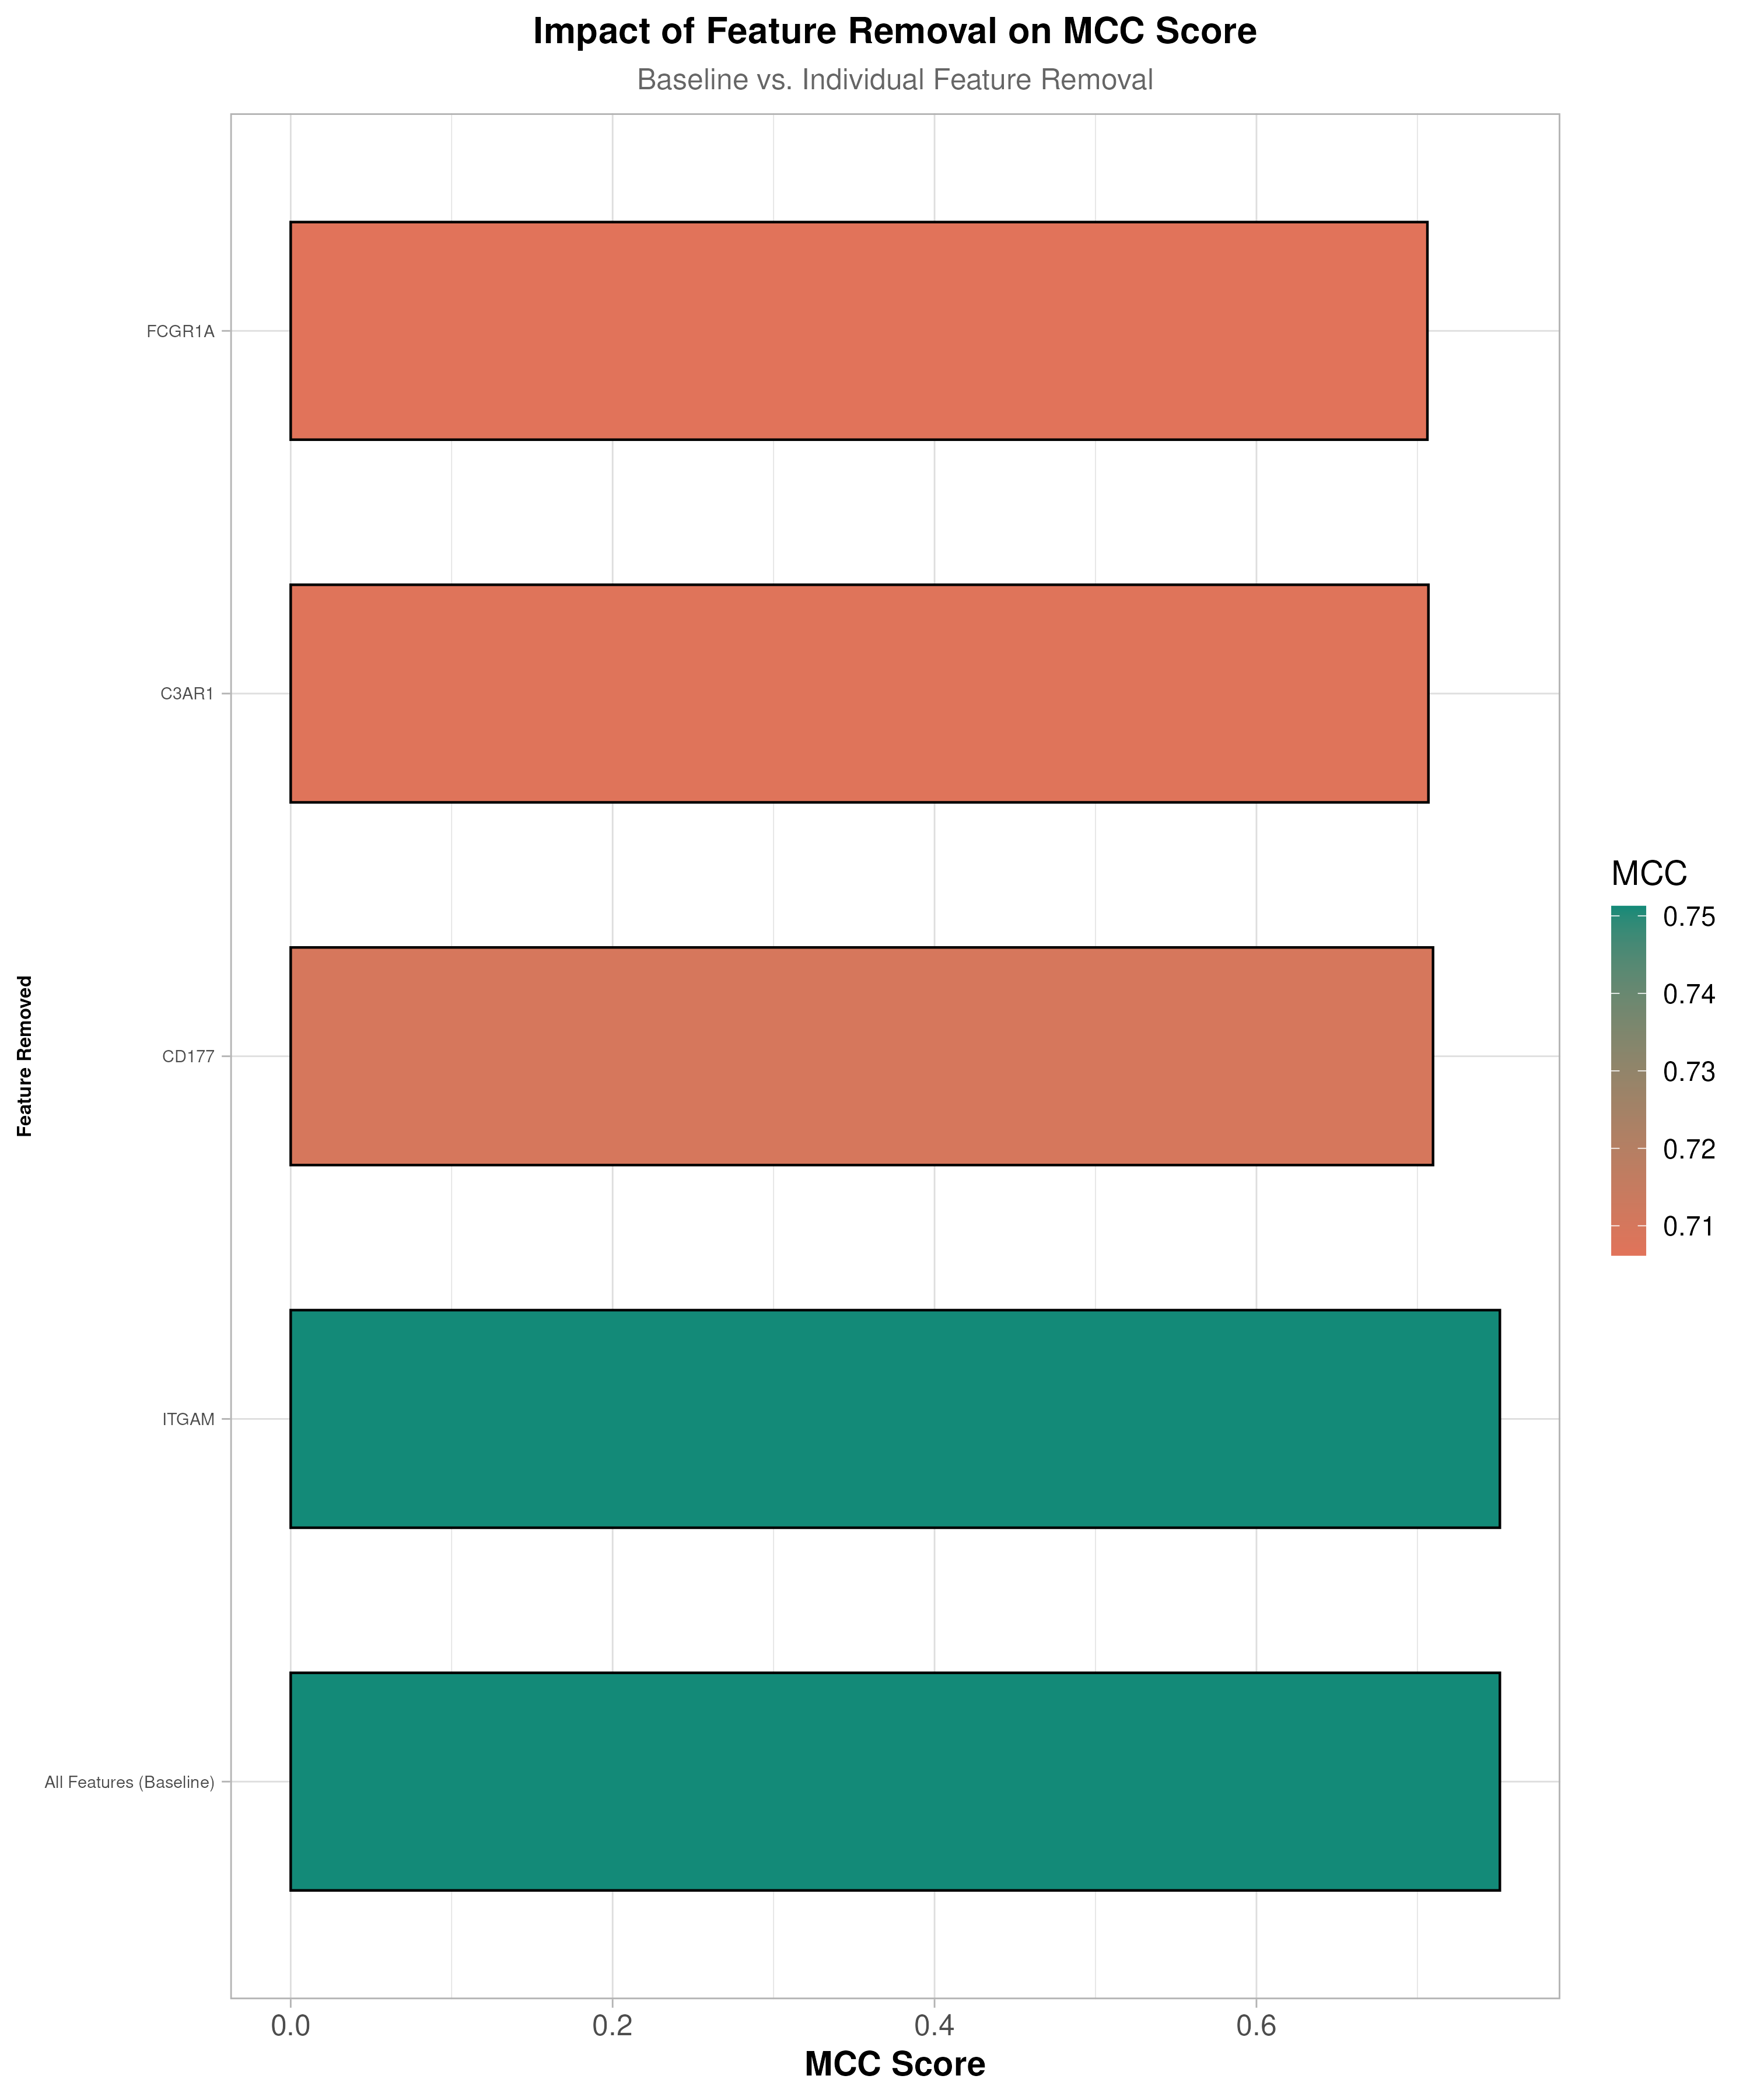 Impact of Feature Removal on MCC Score
Baseline vs. Individual Feature Removal
Feature Removed
FCGR1A
C3AR1
CD177
ITGAM
All Features (Baseline)
0.0
0.2
0.4
0.6
MCC Score
MCC
0.75
0.74
0.73
0.72
0.71